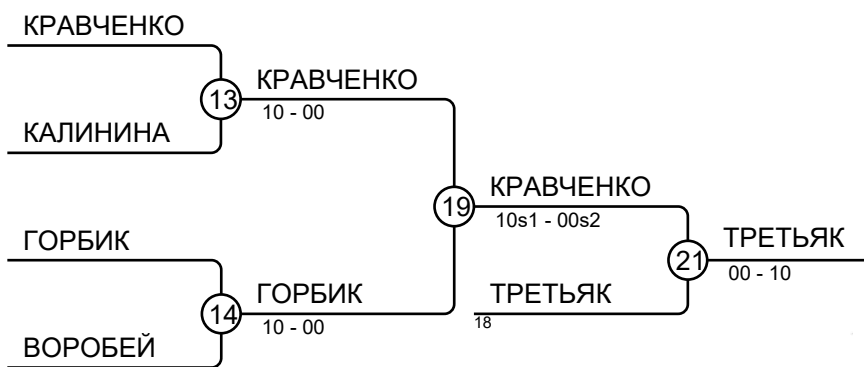 КРАВЧЕНКО
13
КРАВЧЕНКО
10 - 00
КАЛИНИНА
19
КРАВЧЕНКО
10s1 - 00s2
ГОРБИК
14
ГОРБИК
10 - 00
ВОРОБЕЙ
ТРЕТЬЯК
18
21
ТРЕТЬЯК
00 - 10